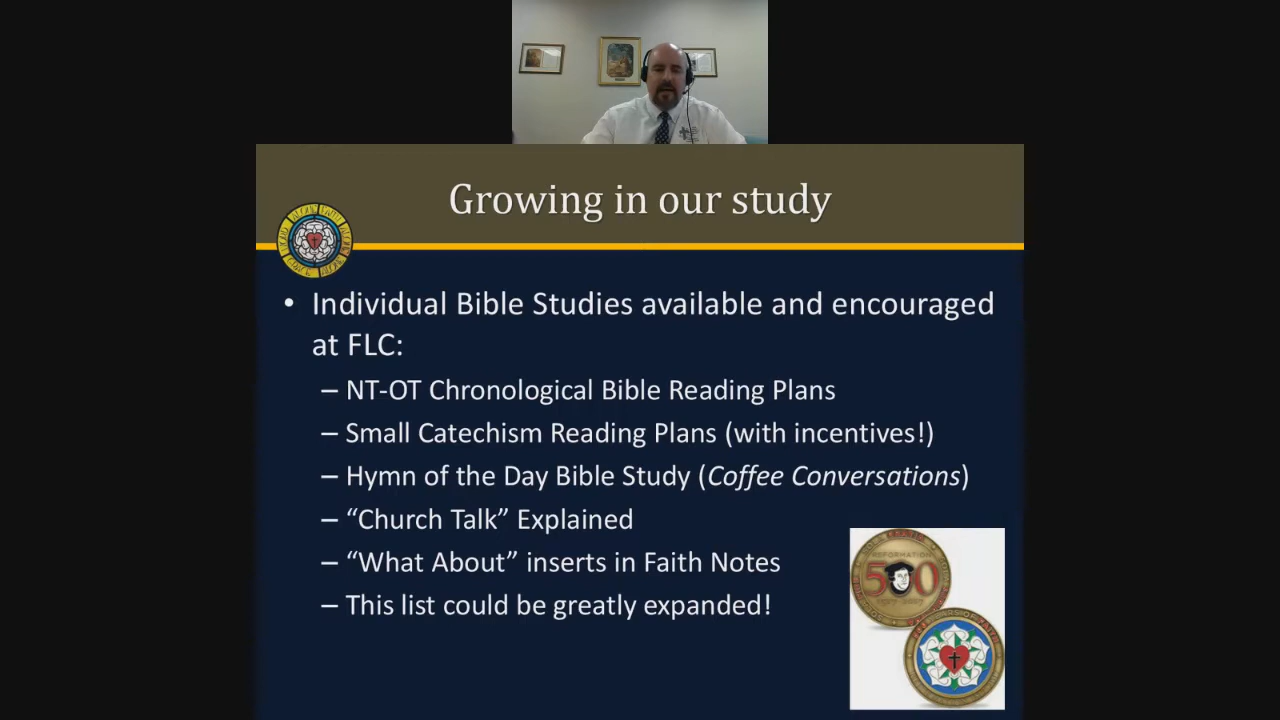 Growing in our study
• Individual Bible Studies available and encouraged
at FLC:
– NT-OT Chronological Bible Reading Plans
– Small Catechism Reading Plans (with incentives!)
– Hymn of the Day Bible Study (Coffee Conversations)
– “Church Talk” Explained
– “What About” inserts in Faith Notes
– This list could be greatly expanded!
REFORMATION
500